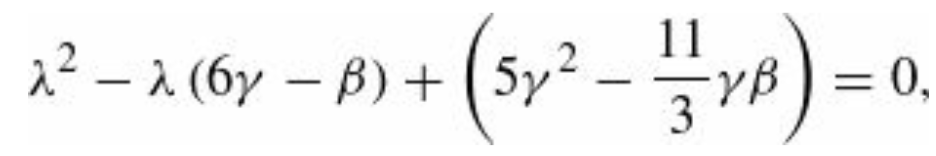 λ² − λ (6γ − β) + (5γ² − 11/3 γβ) = 0,